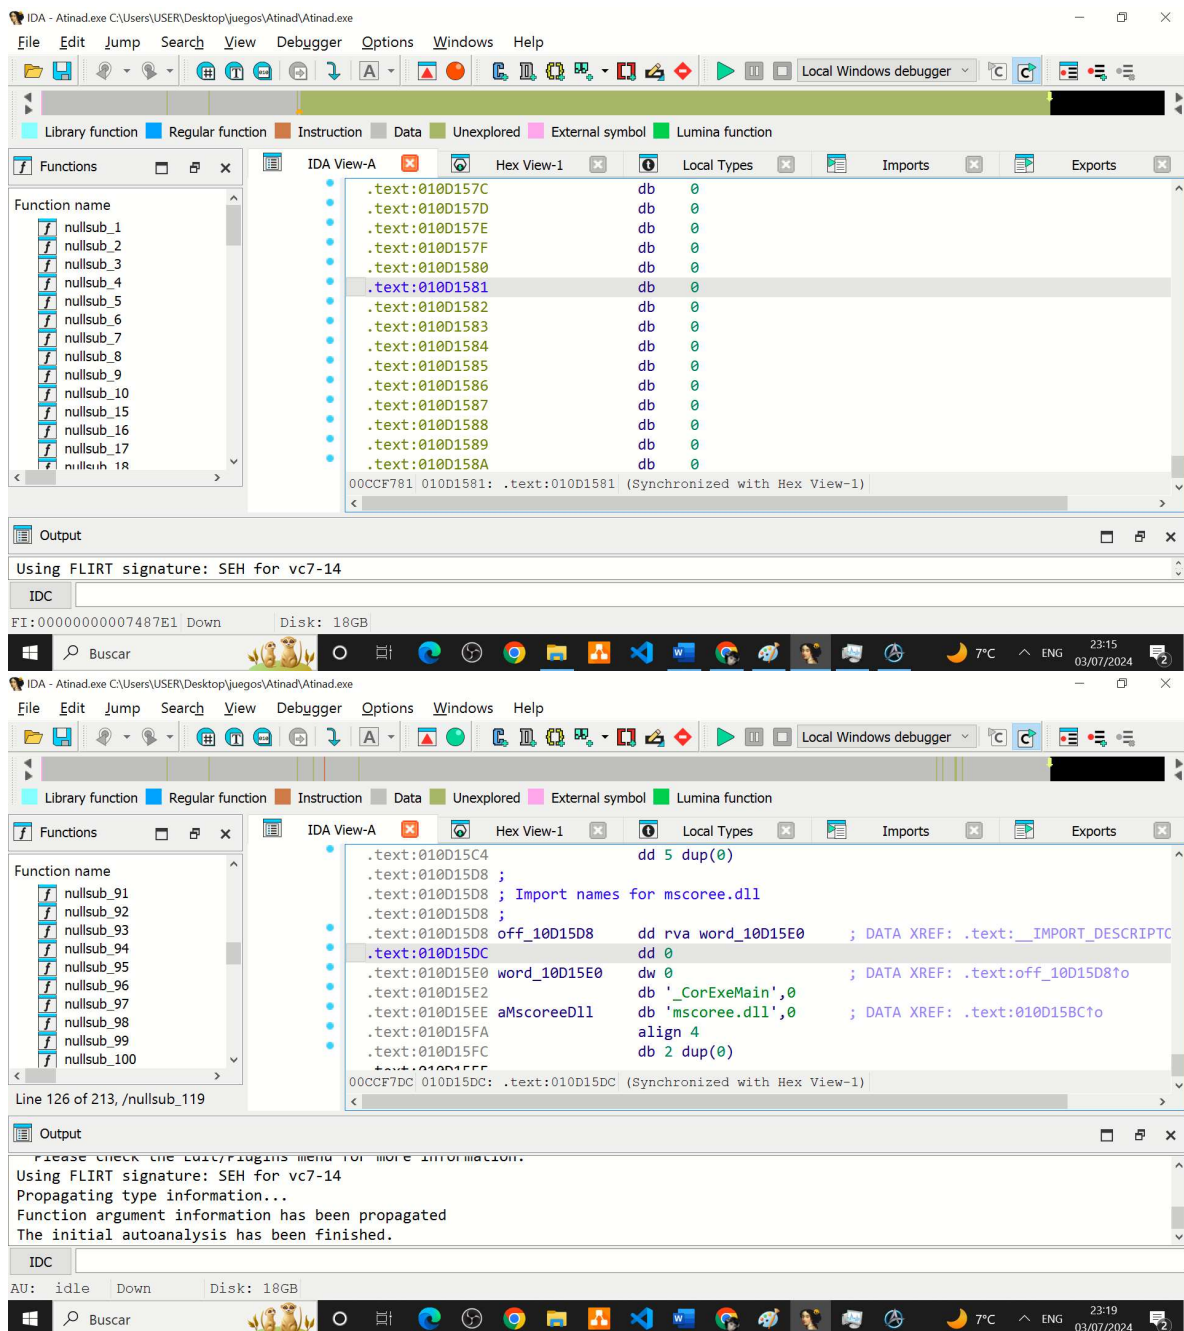 IDA - Atinad.exe C:\Users\USER\Desktop\juegos\Atinad\Atinad.exe
File Edit Jump Search View Debugger Options Windows Help
Local Windows debugger
Library function Regular function Instruction Data Unexplored External symbol Lumina function
Functions
IDA View-A Hex View-1 Local Types Imports Exports
Function name
nullsub_1
nullsub_2
nullsub_3
nullsub_4
nullsub_5
nullsub_6
nullsub_7
nullsub_8
nullsub_9
nullsub_10
nullsub_15
nullsub_16
nullsub_17
nullsub_18
.text:010D157C db 0
.text:010D157D db 0
.text:010D157E db 0
.text:010D157F db 0
.text:010D1580 db 0
.text:010D1581 db 0
.text:010D1582 db 0
.text:010D1583 db 0
.text:010D1584 db 0
.text:010D1585 db 0
.text:010D1586 db 0
.text:010D1587 db 0
.text:010D1588 db 0
.text:010D1589 db 0
.text:010D158A db 0
00CCF781 010D1581: .text:010D1581 (Synchronized with Hex View-1)
Output
Using FLIRT signature: SEH for vc7-14
IDC
FI:00000000007487E1 Down Disk: 18GB
Buscar 7°C ENG 23:15
03/07/2024 2
IDA - Atinad.exe C:\Users\USER\Desktop\juegos\Atinad\Atinad.exe
File Edit Jump Search View Debugger Options Windows Help
Local Windows debugger
Library function Regular function Instruction Data Unexplored External symbol Lumina function
Functions
IDA View-A Hex View-1 Local Types Imports Exports
Function name
nullsub_91
nullsub_92
nullsub_93
nullsub_94
nullsub_95
nullsub_96
nullsub_97
nullsub_98
nullsub_99
nullsub_100
Line 126 of 213, /nullsub_119
.text:010D15C4 dd 5 dup(0)
.text:010D15D8 ;
.text:010D15D8 ; Import names for mscoree.dll
.text:010D15D8 ;
.text:010D15D8 off_10D15D8 dd rva word_10D15E0 ; DATA XREF: .text:__IMPORT_DESCRIPTO
.text:010D15DC dd 0
.text:010D15E0 word_10D15E0 dw 0 ; DATA XREF: .text:off_10D15D8↑o
.text:010D15E2 db '_CorExeMain',0
.text:010D15EE aMscoreeDll db 'mscoree.dll',0 ; DATA XREF: .text:010D15BC↑o
.text:010D15FA align 4
.text:010D15FC db 2 dup(0)
00CCF7DC 010D15DC: .text:010D15DC (Synchronized with Hex View-1)
Output
Please check the Edit/Plugins menu for more information.
Using FLIRT signature: SEH for vc7-14
Propagating type information...
Function argument information has been propagated
The initial autoanalysis has been finished.
IDC
AU: idle Down Disk: 18GB
Buscar 7°C ENG 23:19
03/07/2024 2